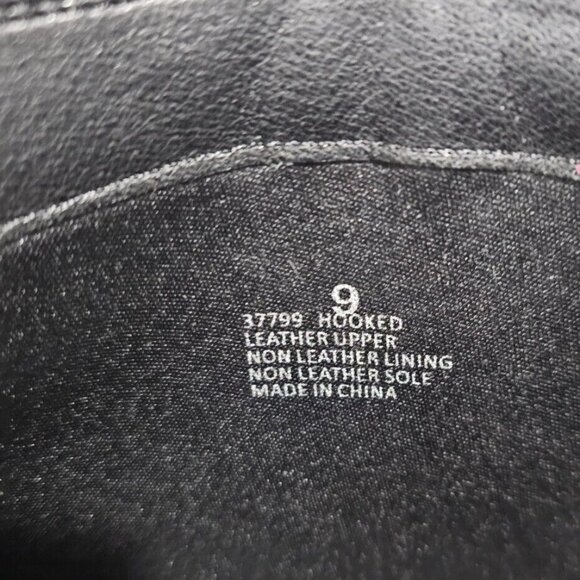 9
37799 HOOKED
LEATHER UPPER
NON LEATHER LINING
NON LEATHER SOLE
MADE IN CHINA